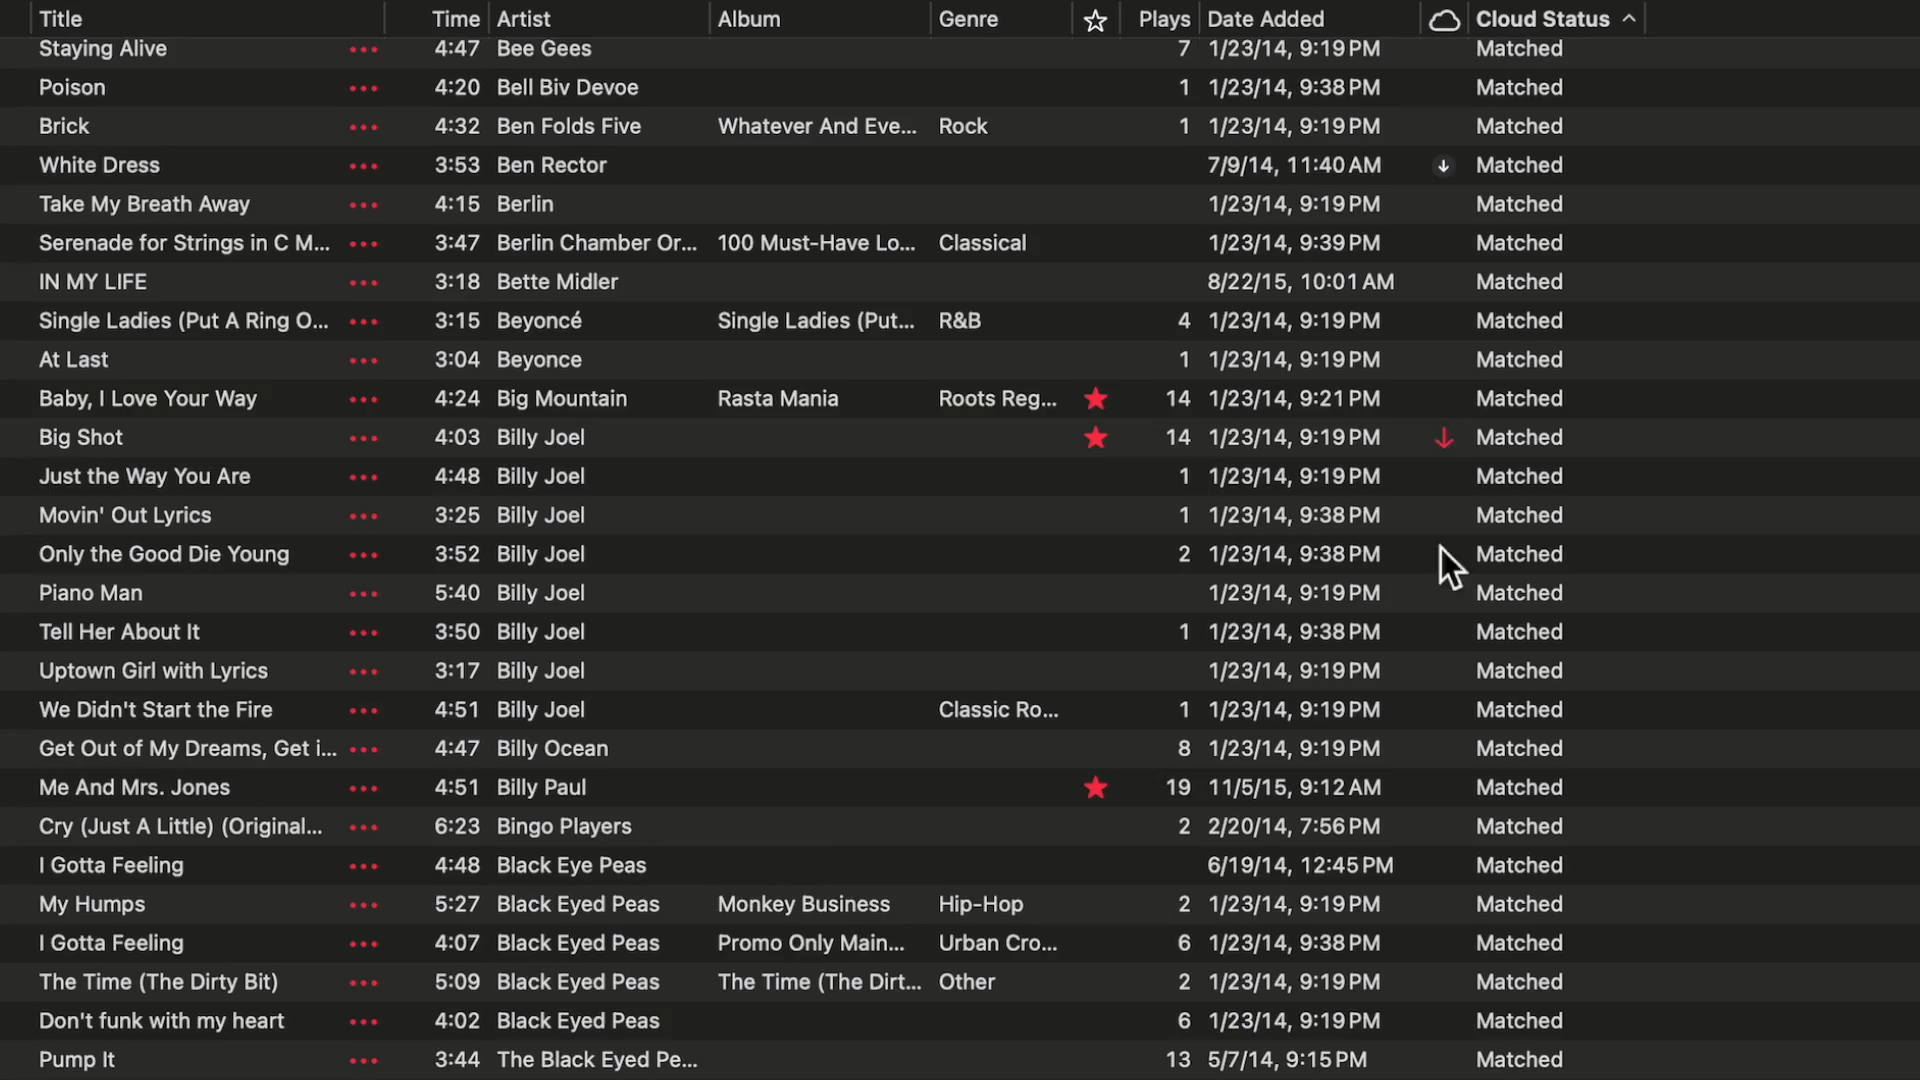 Title Time Artist Album Genre Plays Date Added Cloud Status
Staying Alive ... 4:47 Bee Gees 7 1/23/14, 9:19 PM Matched
Poison ... 4:20 Bell Biv Devoe 1 1/23/14, 9:38 PM Matched
Brick ... 4:32 Ben Folds Five Whatever And Eve... Rock 1 1/23/14, 9:19 PM Matched
White Dress ... 3:53 Ben Rector 7/9/14, 11:40 AM Matched
Take My Breath Away ... 4:15 Berlin 1/23/14, 9:19 PM Matched
Serenade for Strings in C M... ... 3:47 Berlin Chamber Or... 100 Must-Have Lo... Classical 1/23/14, 9:39 PM Matched
IN MY LIFE ... 3:18 Bette Midler 8/22/15, 10:01 AM Matched
Single Ladies (Put A Ring O... ... 3:15 Beyoncé Single Ladies (Put... R&B 4 1/23/14, 9:19 PM Matched
At Last ... 3:04 Beyonce 1 1/23/14, 9:19 PM Matched
Baby, I Love Your Way ... 4:24 Big Mountain Rasta Mania Roots Reg... 14 1/23/14, 9:21 PM Matched
Big Shot ... 4:03 Billy Joel 14 1/23/14, 9:19 PM Matched
Just the Way You Are ... 4:48 Billy Joel 1 1/23/14, 9:19 PM Matched
Movin' Out Lyrics ... 3:25 Billy Joel 1 1/23/14, 9:38 PM Matched
Only the Good Die Young ... 3:52 Billy Joel 2 1/23/14, 9:38 PM Matched
Piano Man ... 5:40 Billy Joel 1/23/14, 9:19 PM Matched
Tell Her About It ... 3:50 Billy Joel 1 1/23/14, 9:38 PM Matched
Uptown Girl with Lyrics ... 3:17 Billy Joel 1/23/14, 9:19 PM Matched
We Didn't Start the Fire ... 4:51 Billy Joel Classic Ro... 1 1/23/14, 9:19 PM Matched
Get Out of My Dreams, Get i... ... 4:47 Billy Ocean 8 1/23/14, 9:19 PM Matched
Me And Mrs. Jones ... 4:51 Billy Paul 19 11/5/15, 9:12 AM Matched
Cry (Just A Little) (Original... ... 6:23 Bingo Players 2 2/20/14, 7:56 PM Matched
I Gotta Feeling ... 4:48 Black Eye Peas 6/19/14, 12:45 PM Matched
My Humps ... 5:27 Black Eyed Peas Monkey Business Hip-Hop 2 1/23/14, 9:19 PM Matched
I Gotta Feeling ... 4:07 Black Eyed Peas Promo Only Main... Urban Cro... 6 1/23/14, 9:38 PM Matched
The Time (The Dirty Bit) ... 5:09 Black Eyed Peas The Time (The Dirt... Other 2 1/23/14, 9:19 PM Matched
Don't funk with my heart ... 4:02 Black Eyed Peas 6 1/23/14, 9:19 PM Matched
Pump It ... 3:44 The Black Eyed Pe... 13 5/7/14, 9:15 PM Matched